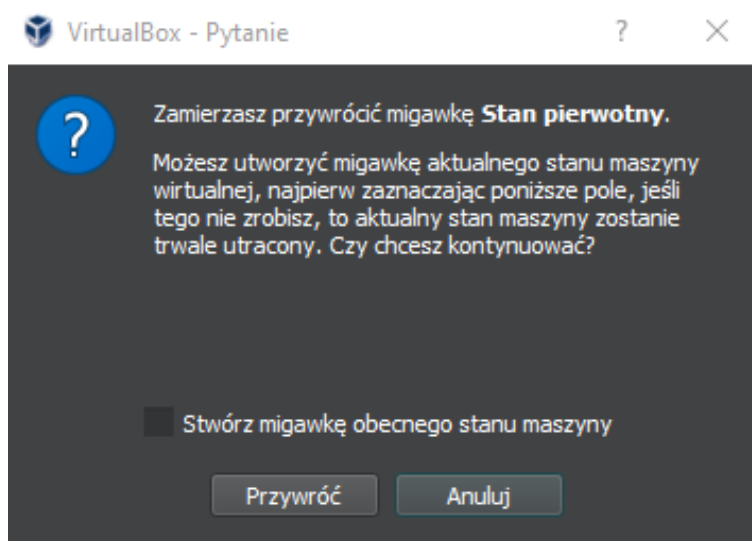 VirtualBox - Pytanie
Zamierzasz przywrócić migawkę Stan pierwotny.
Możesz utworzyć migawkę aktualnego stanu maszyny
wirtualnej, najpierw zaznaczając poniższe pole, jeśli
tego nie zrobisz, to aktualny stan maszyny zostanie
trwale utracony. Czy chcesz kontynuować?
Stwórz migawkę obecnego stanu maszyny
Przywróć Anuluj